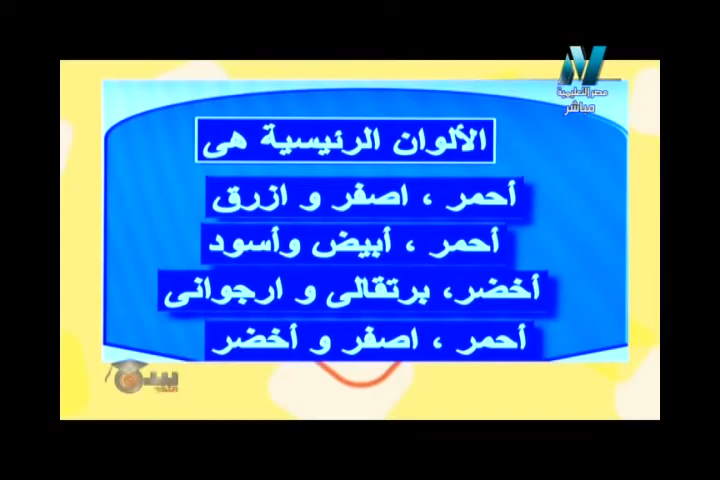 مصر التعليمية
مباشر
الألوان الرئيسية هى
أحمر ، اصفر و ازرق
أحمر ، أبيض وأسود
أخضر، برتقالى و ارجوانى
أحمر ، اصفر و أخضر